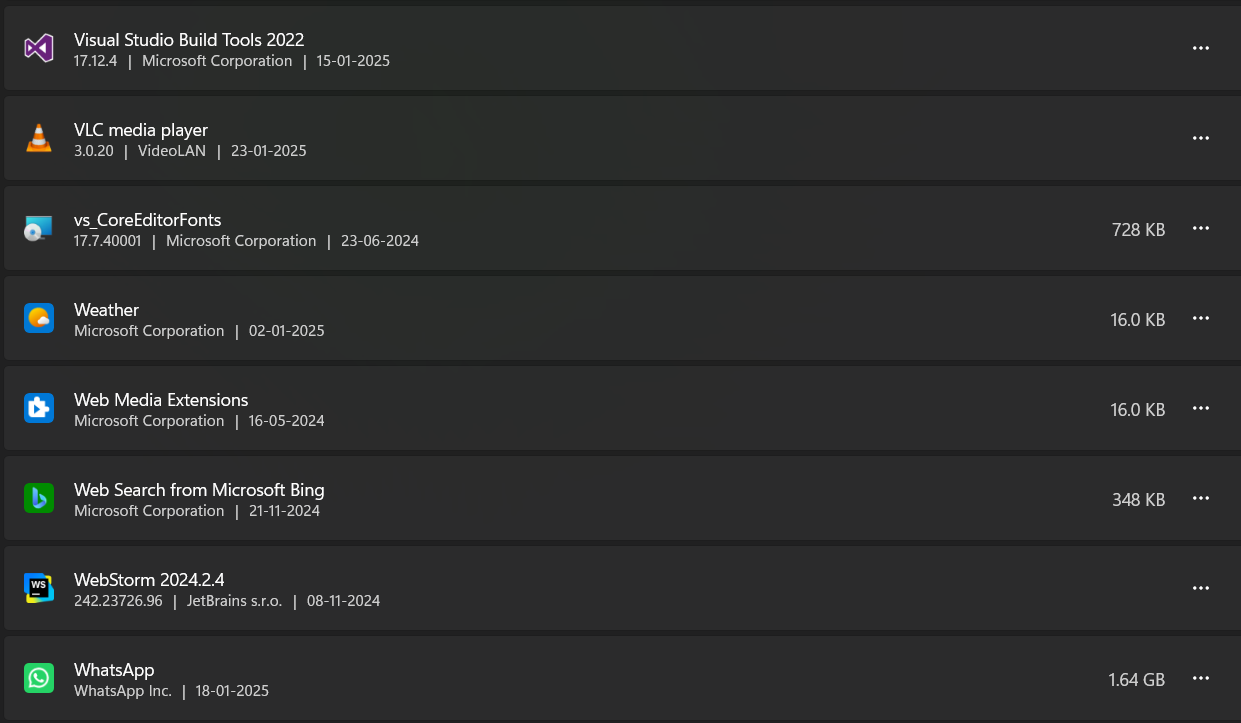 Visual Studio Build Tools 2022
17.12.4 | Microsoft Corporation | 15-01-2025
VLC media player
3.0.20 | VideoLAN | 23-01-2025
vs_CoreEditorFonts
17.7.40001 | Microsoft Corporation | 23-06-2024
728 KB
Weather
Microsoft Corporation | 02-01-2025
16.0 KB
Web Media Extensions
Microsoft Corporation | 16-05-2024
16.0 KB
Web Search from Microsoft Bing
Microsoft Corporation | 21-11-2024
348 KB
WS
WebStorm 2024.2.4
242.23726.96 | JetBrains s.r.o. | 08-11-2024
WhatsApp
WhatsApp Inc. | 18-01-2025
1.64 GB